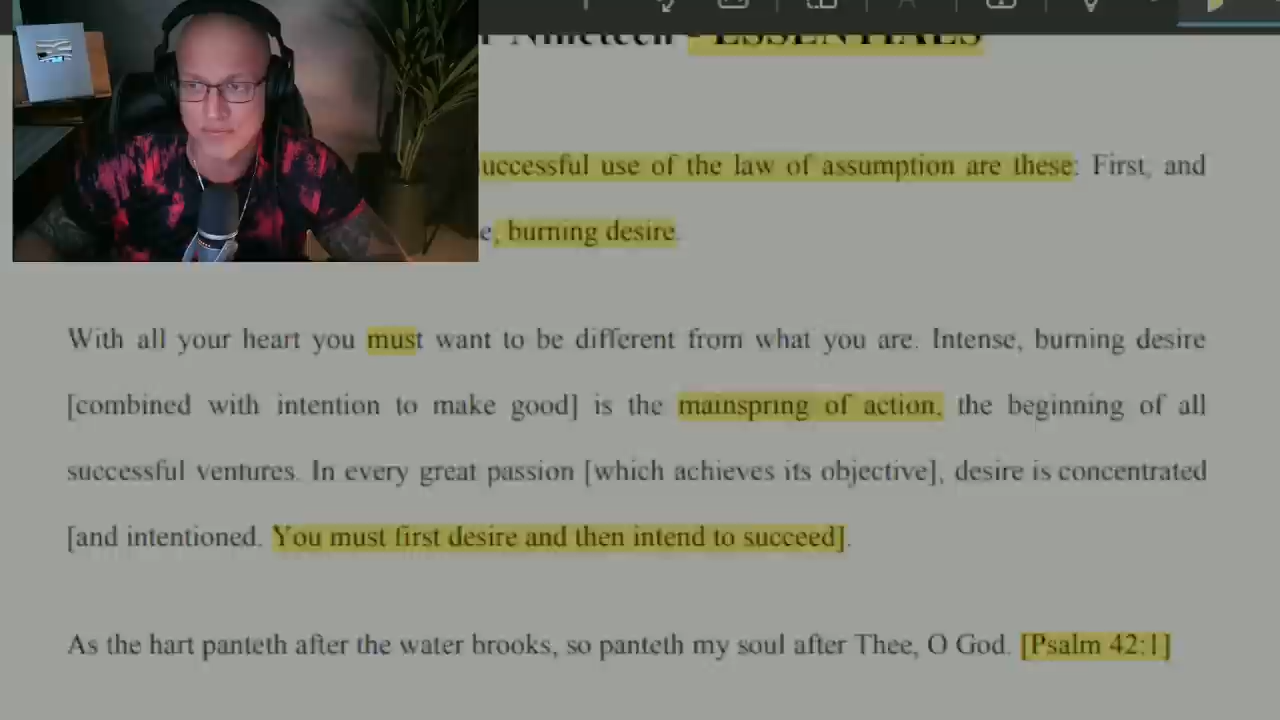 Nineteen - ESSENTIALS
uccessful use of the law of assumption are these: First, and
e, burning desire.
With all your heart you must want to be different from what you are. Intense, burning desire
[combined with intention to make good] is the mainspring of action, the beginning of all
successful ventures. In every great passion [which achieves its objective], desire is concentrated
[and intentioned. You must first desire and then intend to succeed].
As the hart panteth after the water brooks, so panteth my soul after Thee, O God. [Psalm 42:1]